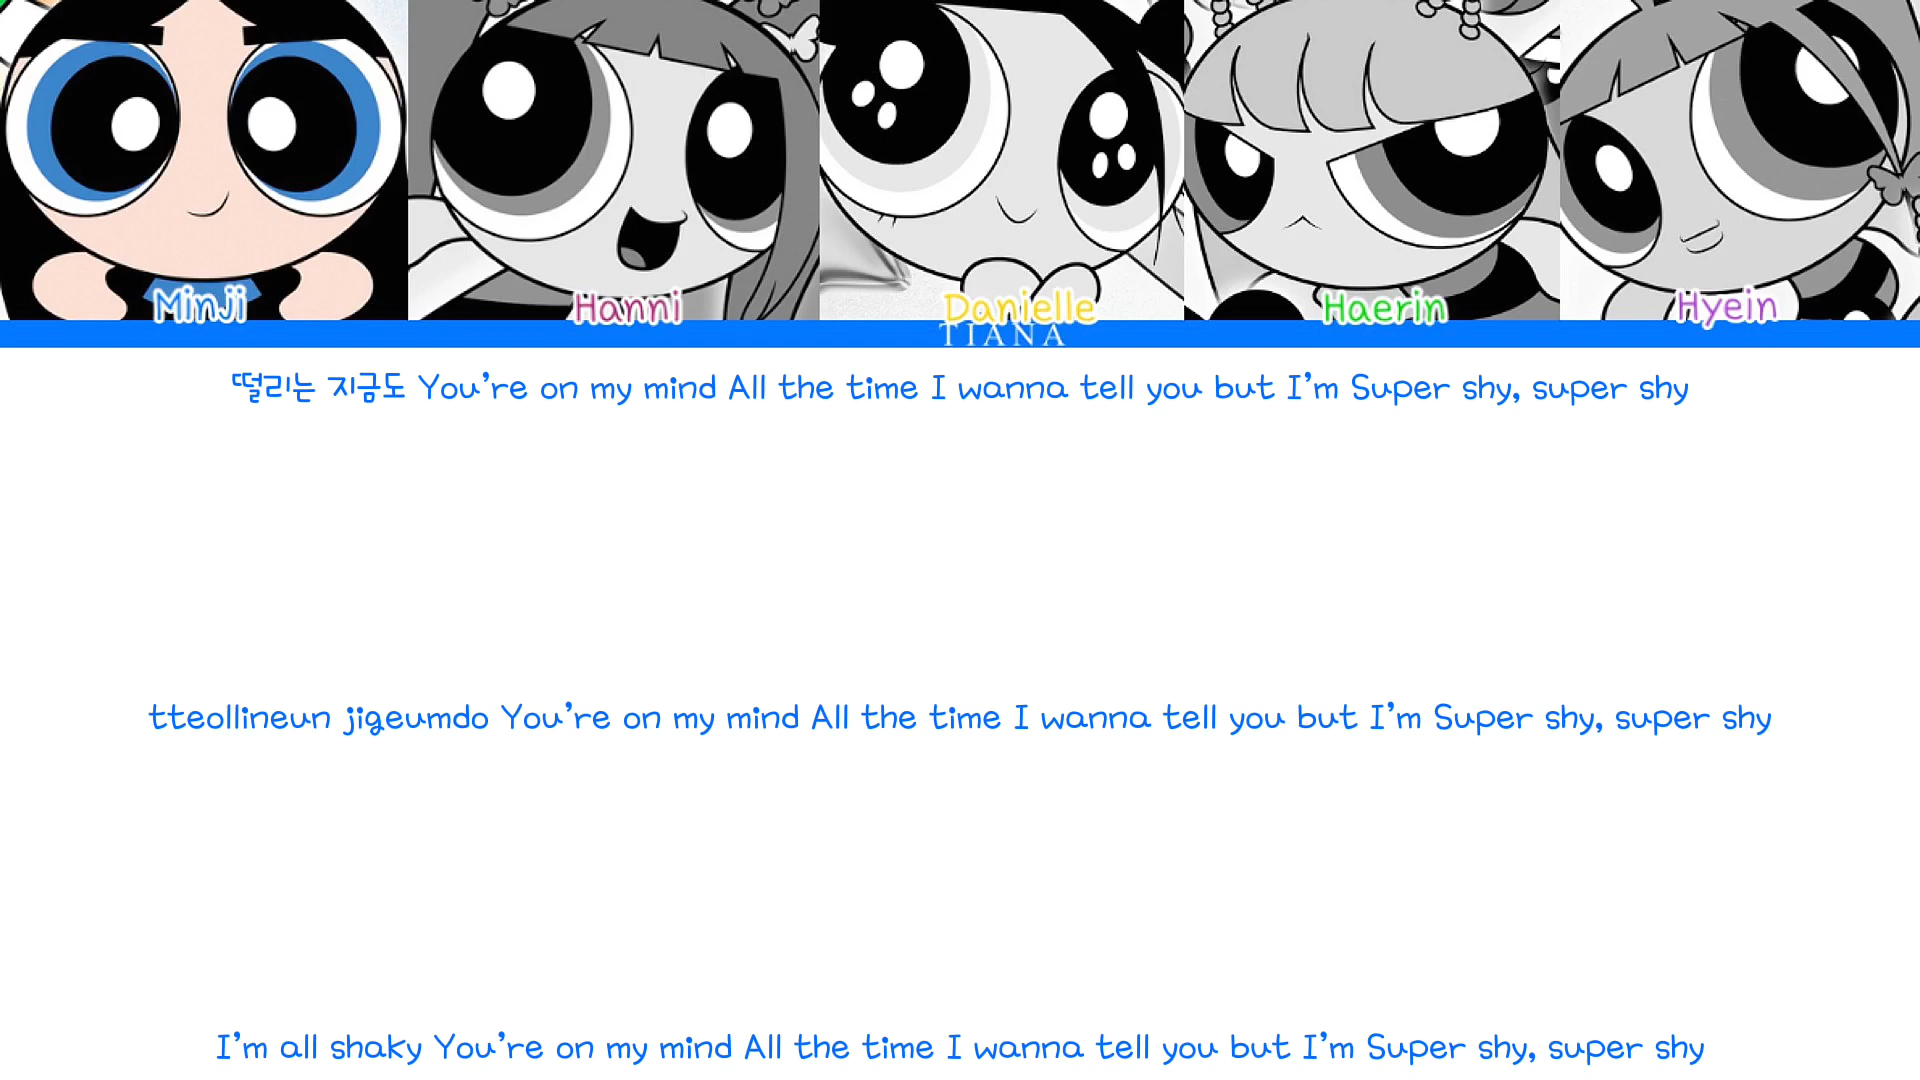 Minji
Hanni
Danielle
Haerin
Hyein
TIANA
떨리는 지금도 You’re on my mind All the time I wanna tell you but I’m Super shy, super shy
tteollineun jigeumdo You’re on my mind All the time I wanna tell you but I’m Super shy, super shy
I’m all shaky You’re on my mind All the time I wanna tell you but I’m Super shy, super shy